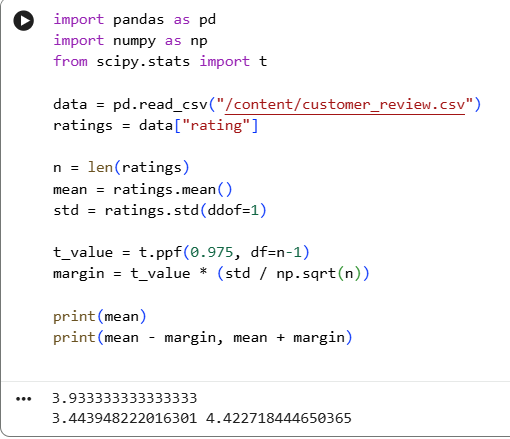 import pandas as pd
import numpy as np
from scipy.stats import t
data = pd.read_csv("/content/customer_review.csv")
ratings = data["rating"]
n = len(ratings)
mean = ratings.mean()
std = ratings.std(ddof=1)
t_value = t.ppf(0.975, df=n-1)
margin = t_value * (std / np.sqrt(n))
print(mean)
print(mean - margin, mean + margin)
3.933333333333333
3.443948222016301 4.422718444650365